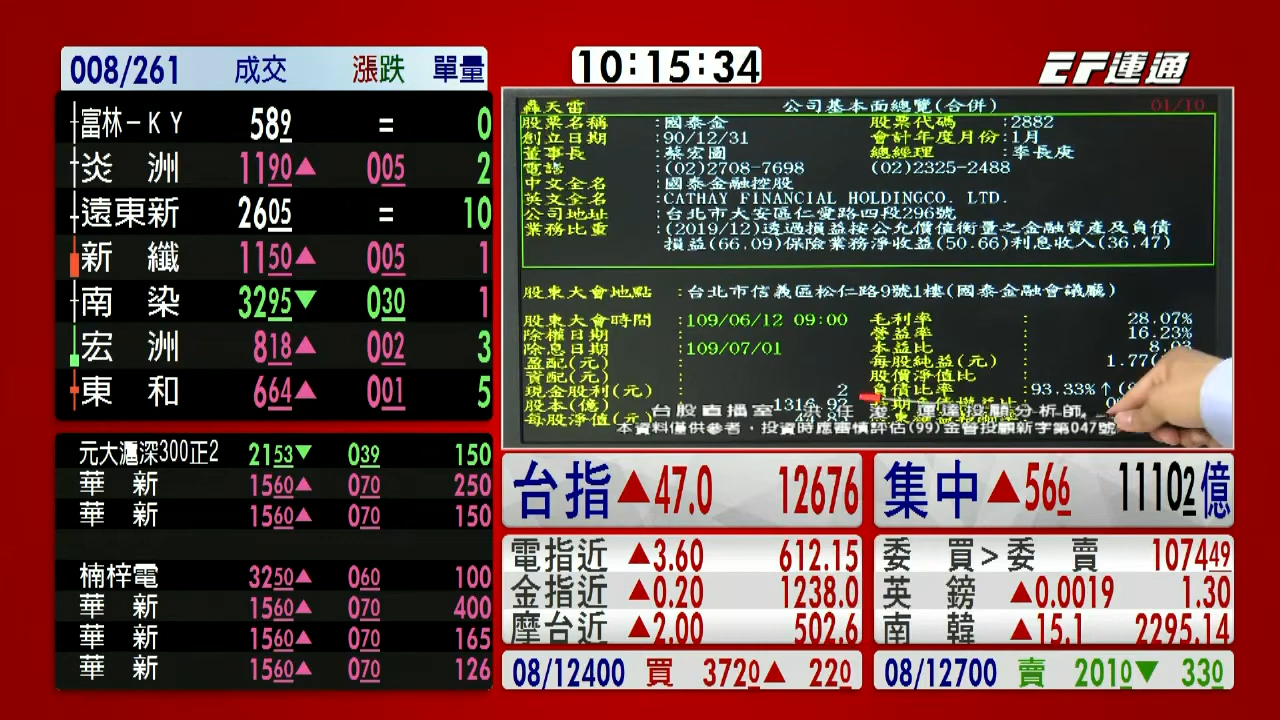 008/261 成交 漲跌 單量
富林－KY 589 = 0
炎洲 1190▲ 005 2
遠東新 2605 = 10
新纖 1150▲ 005 1
南染 3295▼ 030 1
宏洲 818▲ 002 3
東和 664▲ 001 5
元大滬深300正2 2153▼ 039 150
華新 1560▲ 070 250
華新 1560▲ 070 150
楠梓電 3250▲ 060 100
華新 1560▲ 070 400
華新 1560▲ 070 165
華新 1560▲ 070 126
10:15:34
EF運通
轟天雷 公司基本面總覽(合併) 01/10
股票名稱 :國泰金 股票代碼 :2882
創立日期 :90/12/31 會計年度月份:1月
董事長 :蔡宏圖 總經理 :李長庚
電話 :(02)2708-7698 (02)2325-2488
中文全名 :國泰金融控股
英文全名 :CATHAY FINANCIAL HOLDINGCO. LTD.
公司地址 :台北市大安區仁愛路四段296號
業務比重 :(2019/12)透過損益按公允價值衡量之金融資產及負債
損益(66.09)保險業務淨收益(50.66)利息收入(36.47)
股東大會地點 :台北市信義區松仁路9號1樓(國泰金融會議廳)
股東大會時間 :109/06/12 09:00 毛利率 : 28.07%
除權日期 : 營益率 : 16.23%
除息日期 :109/07/01 本益比 : 8.03
盈配(元) : 每股純益(元) : 1.77
資配(元) : 股價淨值比
現金股利(元) : 2 負債比率 :93.33%↑
股本(億) : 1316.92
每股淨值(元)
台股直播室 運達投顧分析師
本資料僅供參考，投資時應審慎評估(99)金管投顧新字第047號
台指▲47.0 12676
集中▲566 11102億
電指近 ▲3.60 612.15
金指近 ▲0.20 1238.0
摩台近 ▲2.00 502.6
委買>委賣 107449
英鎊 ▲0.0019 1.30
南韓 ▲15.1 2295.14
08/12400 買 3720▲ 220
08/12700 賣 2010▼ 330